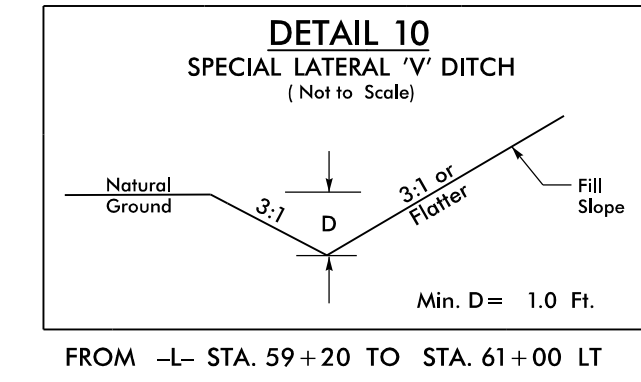 DETAIL 10
SPECIAL LATERAL 'V' DITCH
( Not to Scale)
Natural
Ground
3:1
D
3:1 or
Flatter
Fill
Slope
Min. D = 1.0 Ft.
FROM -L- STA. 59+20 TO STA. 61+00 LT